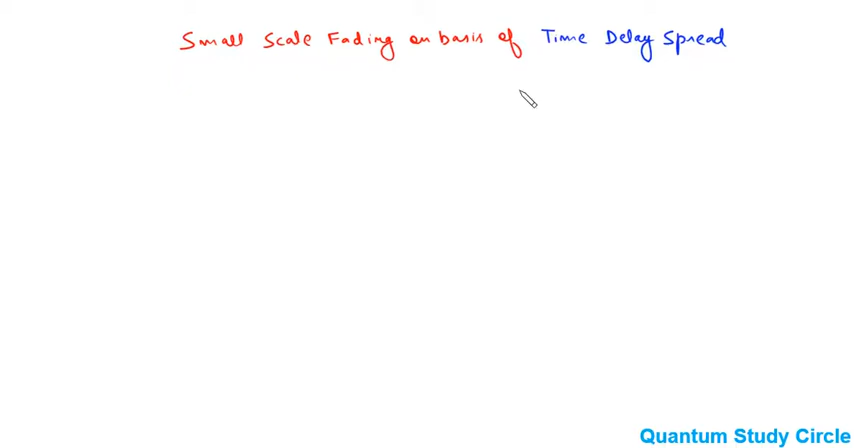 Small Scale Fading on basis of Time Delay Spread
Quantum Study Circle